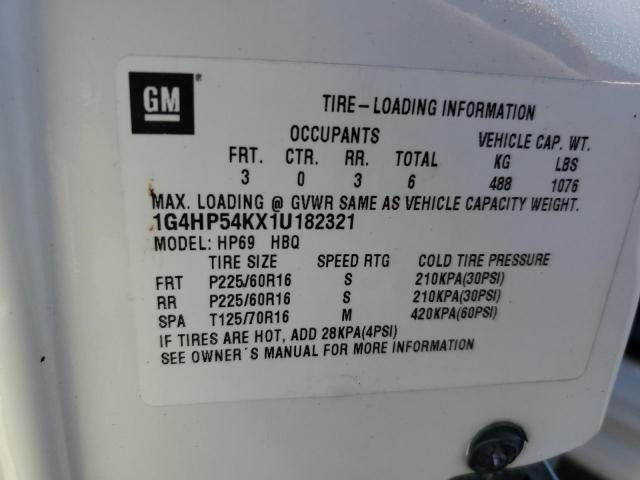 GM
TIRE-LOADING INFORMATION
OCCUPANTS VEHICLE CAP. WT.
FRT. CTR. RR. TOTAL KG LBS
3 0 3 6 488 1076
MAX. LOADING @ GVWR SAME AS VEHICLE CAPACITY WEIGHT.
1G4HP54KX1U182321
MODEL: HP69 HBQ
TIRE SIZE SPEED RTG COLD TIRE PRESSURE
FRT P225/60R16 S 210KPA(30PSI)
RR P225/60R16 S 210KPA(30PSI)
SPA T125/70R16 M 420KPA(60PSI)
IF TIRES ARE HOT, ADD 28KPA(4PSI)
SEE OWNER´S MANUAL FOR MORE INFORMATION